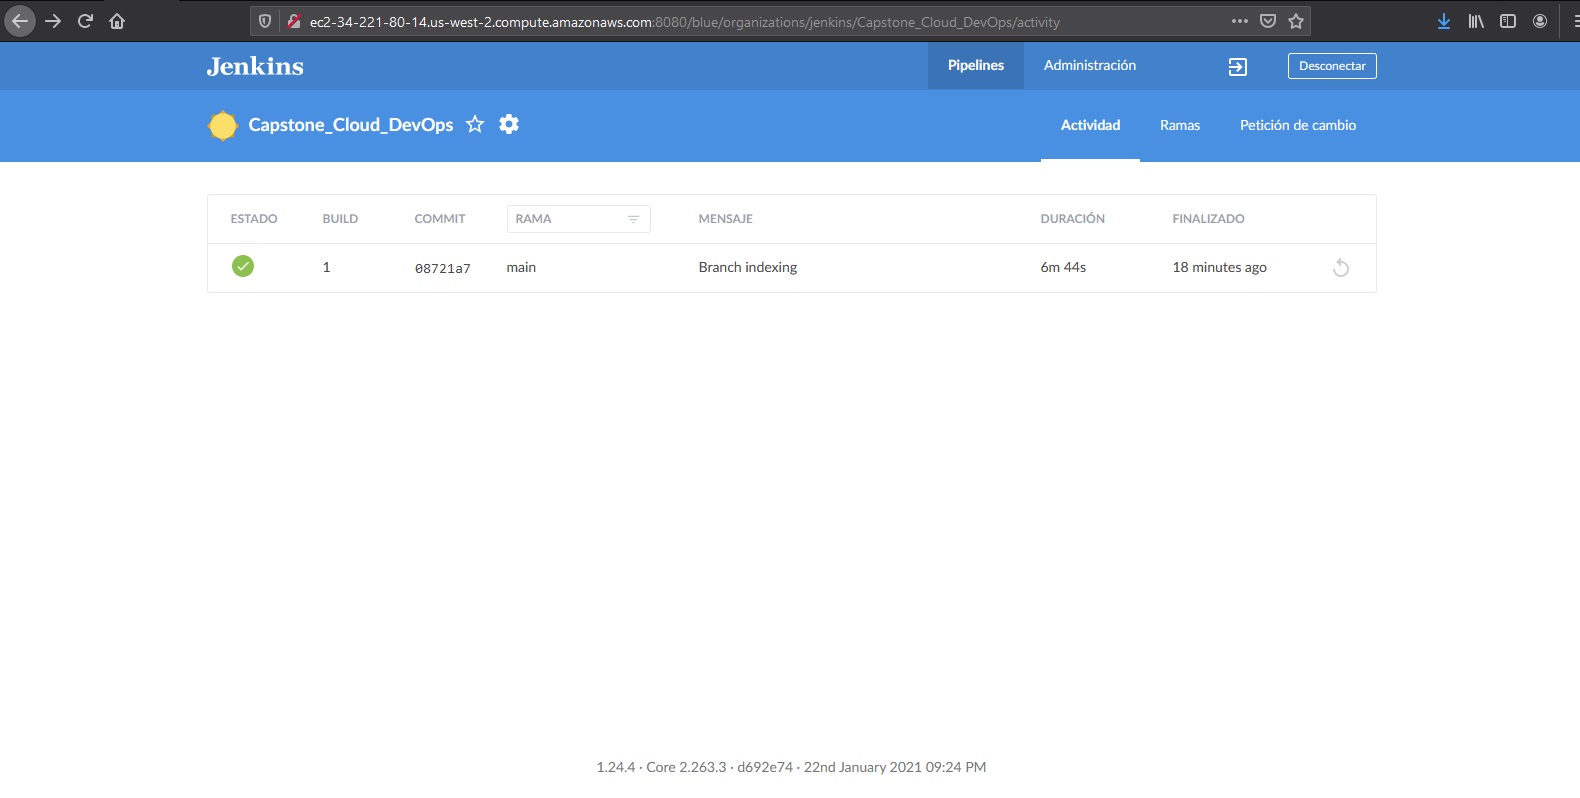 ec2-34-221-80-14.us-west-2.compute.amazonaws.com:8080/blue/organizations/jenkins/Capstone_Cloud_DevOps/activity
Jenkins Pipelines Administración Desconectar
Capstone_Cloud_DevOps Actividad Ramas Petición de cambio
ESTADO BUILD COMMIT RAMA MENSAJE DURACIÓN FINALIZADO
1 08721a7 main Branch indexing 6m 44s 18 minutes ago
1.24.4 · Core 2.263.3 · d692e74 · 22nd January 2021 09:24 PM